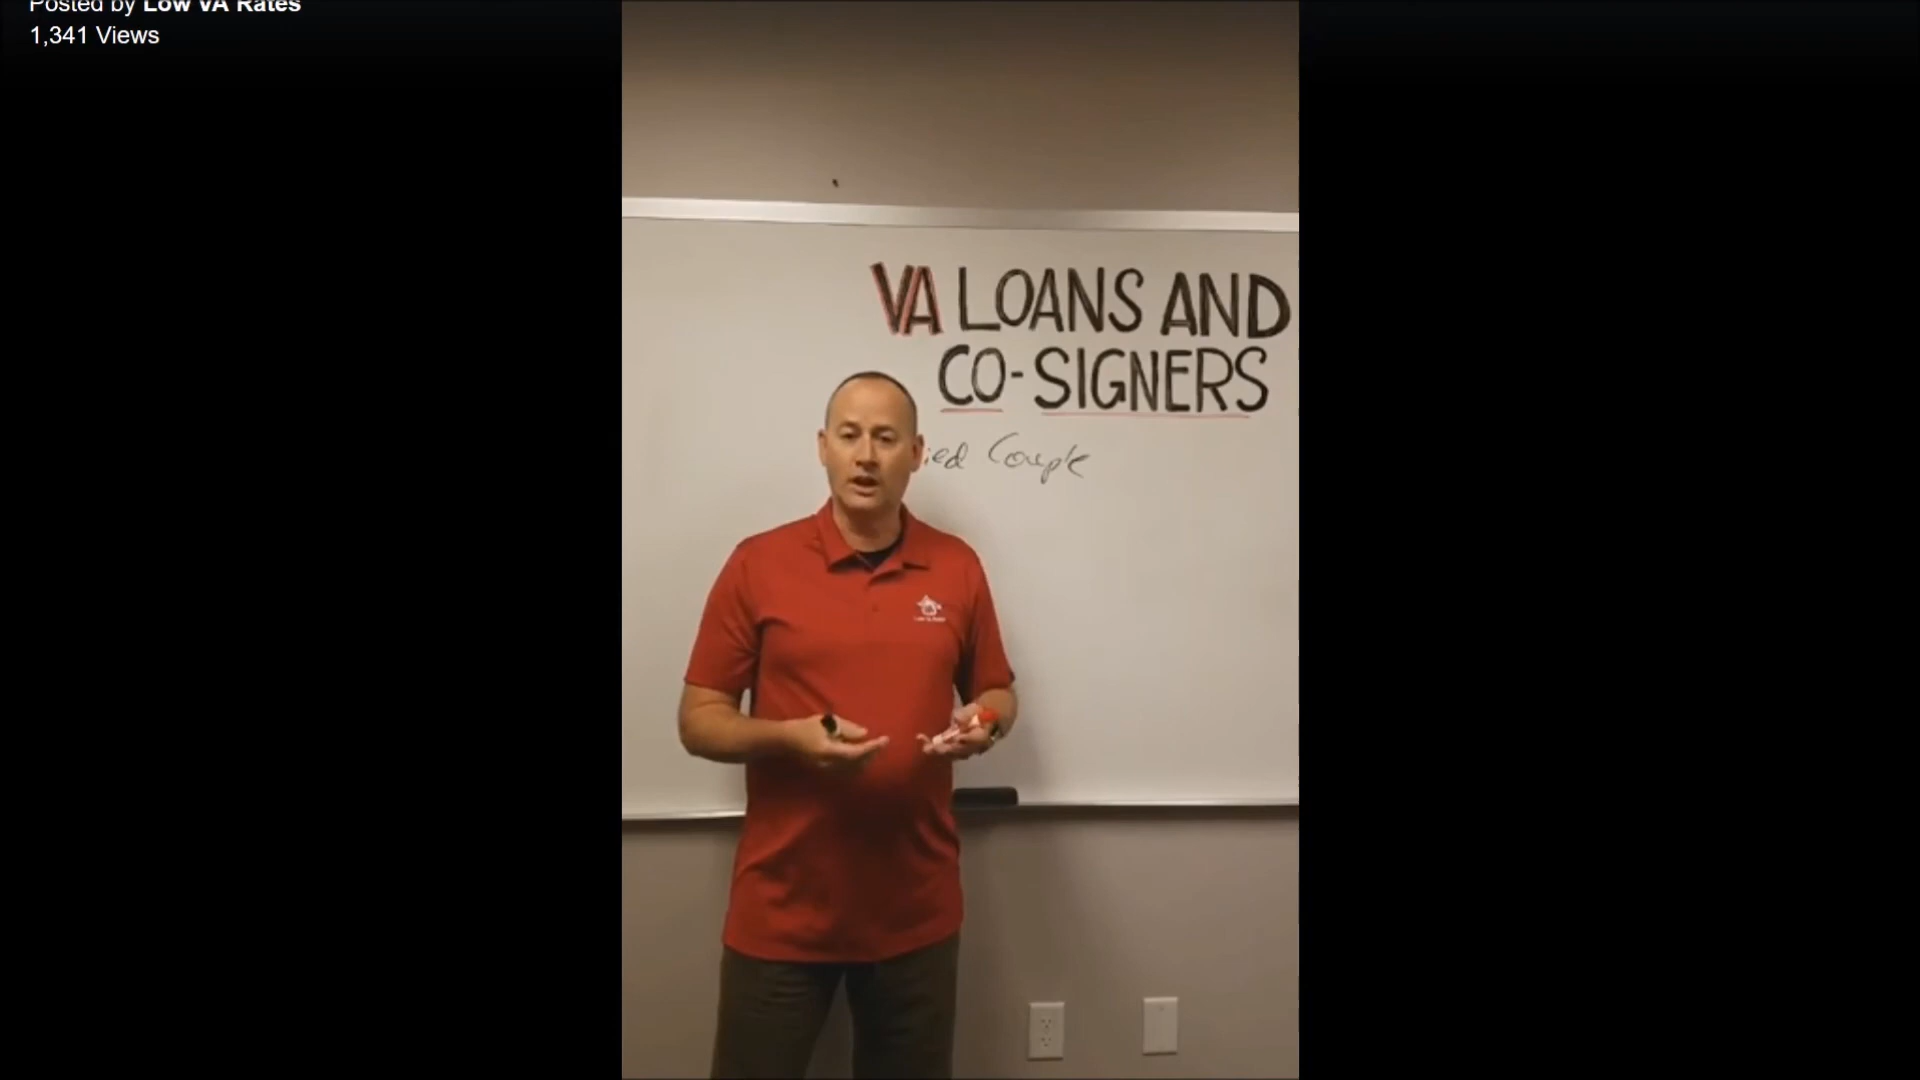 Posted by Low VA Rates
1,341 Views
VA LOANS AND
CO-SIGNERS
ied Couple